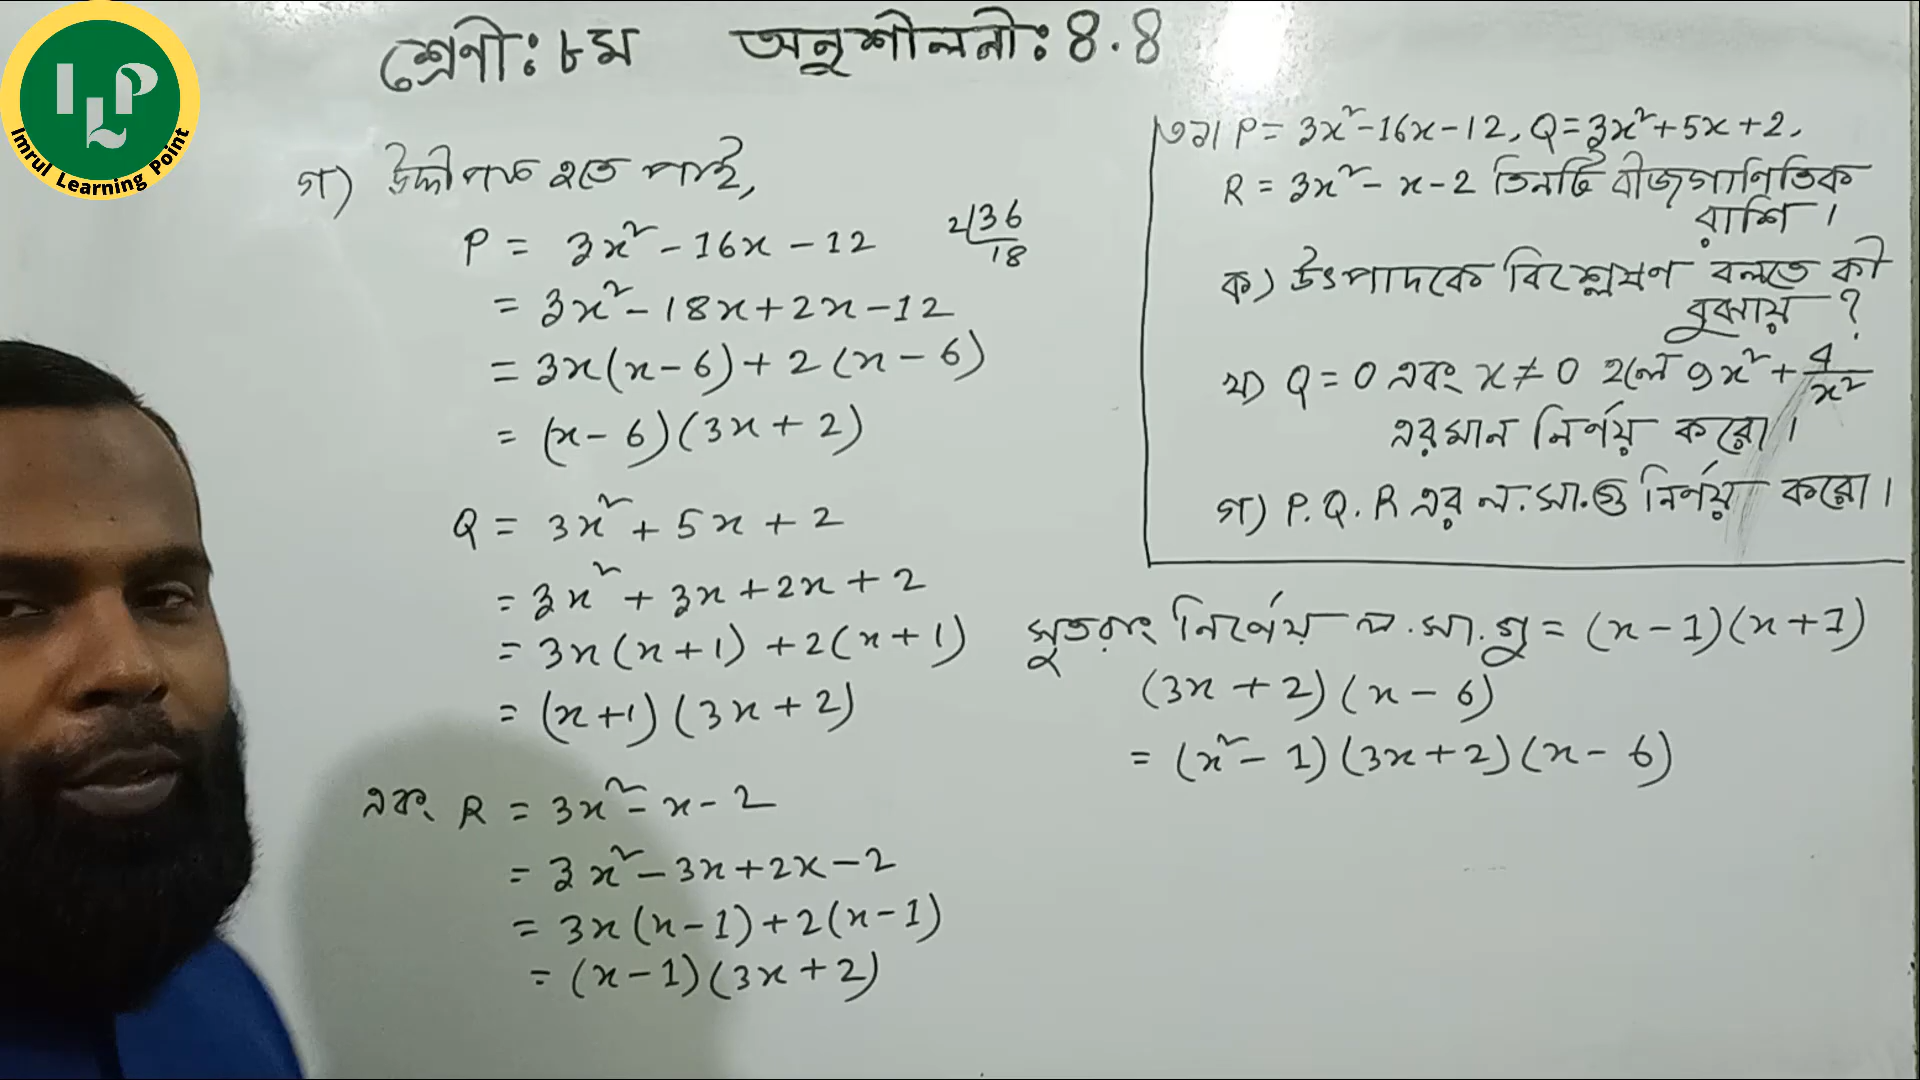 ILP
Imrul Learning Point
শ্রেণী: ৮ম অনুশীলনী: ৪.৪
গ) উদ্দীপক হতে পাই,
P = 3x² - 16x - 12
= 3x² - 18x + 2x - 12
= 3x(x - 6) + 2(x - 6)
= (x - 6)(3x + 2)
2|36
18
Q = 3x² + 5x + 2
= 3x² + 3x + 2x + 2
= 3x(x + 1) + 2(x + 1)
= (x + 1)(3x + 2)
এবং R = 3x² - x - 2
= 3x² - 3x + 2x - 2
= 3x(x - 1) + 2(x - 1)
= (x - 1)(3x + 2)
P = 3x² - 16x - 12, Q = 3x² + 5x + 2,
R = 3x² - x - 2 তিনটি বীজগাণিতিক
রাশি।
ক) উৎপাদকে বিশ্লেষণ বলতে কী
বুঝায়?
খ) Q = 0 এবং x ≠ 0 হলে 9x² + 4/x²
এর মান নির্ণয় করো।
গ) P. Q. R এর ল. সা. গু নির্ণয় করো।
সুতরাং নির্ণেয় ল. সা. গু = (x - 1)(x + 1)
(3x + 2)(x - 6)
= (x² - 1)(3x + 2)(x - 6)